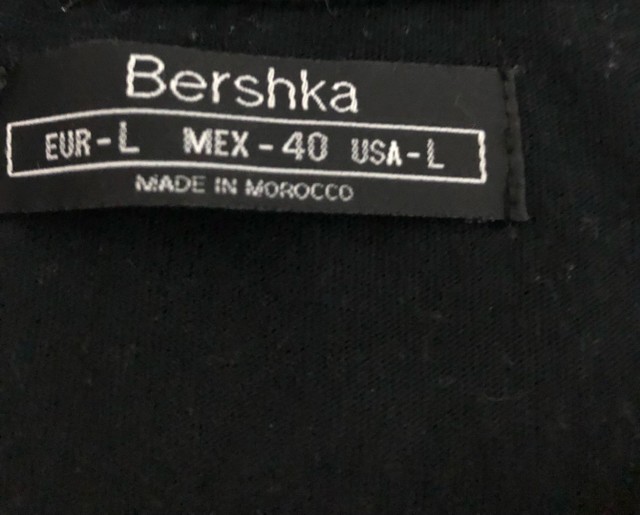 Bershka
EUR-L MEX-40 USA-L
MADE IN MOROCCO